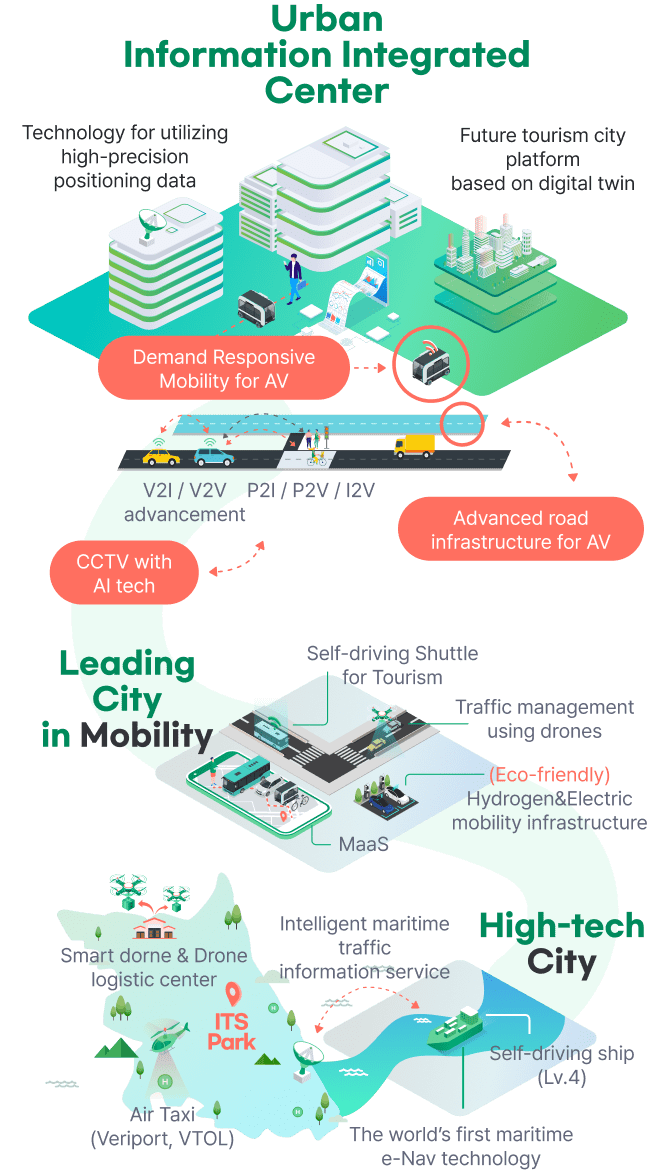 Urban
Information Integrated
Center
Technology for utilizing
high-precision
positioning data
Future tourism city
platform
based on digital twin
Demand Responsive
Mobility for AV
V2I / V2V
advancement
P2I / P2V / I2V
Advanced road
infrastructure for AV
CCTV with
AI tech
Leading
City
in Mobility
Self-driving Shuttle
for Tourism
Traffic management
using drones
(Eco-friendly)
Hydrogen&Electric
mobility infrastructure
MaaS
High-tech
City
Intelligent maritime
traffic
information service
Smart dorne & Drone
logistic center
ITS
Park
H
H
H
H
Self-driving ship
(Lv.4)
Air Taxi
(Veriport, VTOL)
The world's first maritime
e-Nav technology